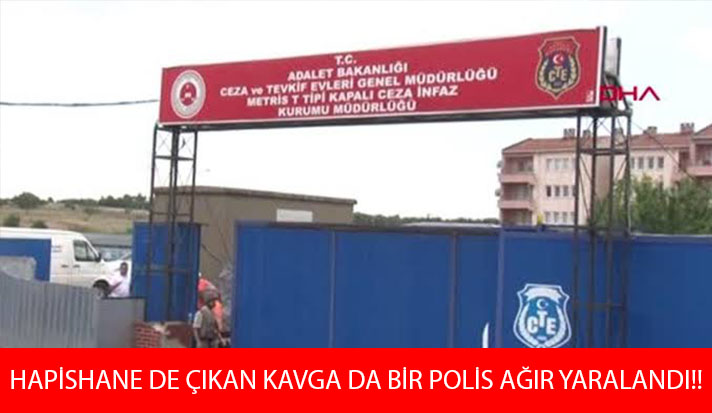 T.C.
ADALET BAKANLIĞI
CEZA ve TEVKİF EVLERİ GENEL MÜDÜRLÜĞÜ
METRİS T TİPİ KAPALI CEZA İNFAZ
KURUMU MÜDÜRLÜĞÜ
CTE
DHA
CTE
HAPİSHANE DE ÇIKAN KAVGA DA BİR POLİS AĞIR YARALANDI!!